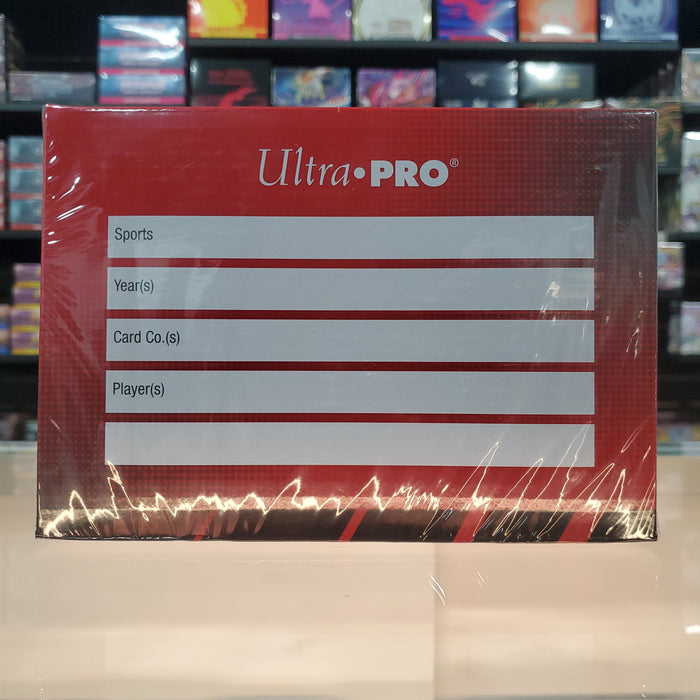 Ultra•PRO®
Sports
Year(s)
Card Co.(s)
Player(s)